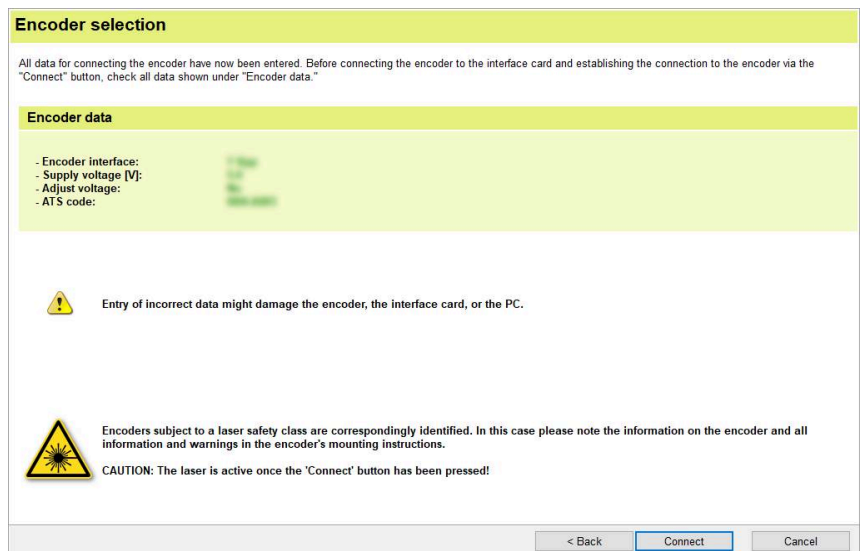 Encoder selection
All data for connecting the encoder have now been entered. Before connecting the encoder to the interface card and establishing the connection to the encoder via the
"Connect" button, check all data shown under "Encoder data."
Encoder data
- Encoder interface:
- Supply voltage [V]:
- Adjust voltage:
- ATS code:
Entry of incorrect data might damage the encoder, the interface card, or the PC.
Encoders subject to a laser safety class are correspondingly identified. In this case please note the information on the encoder and all
information and warnings in the encoder's mounting instructions.
CAUTION: The laser is active once the 'Connect' button has been pressed!
< Back Connect Cancel